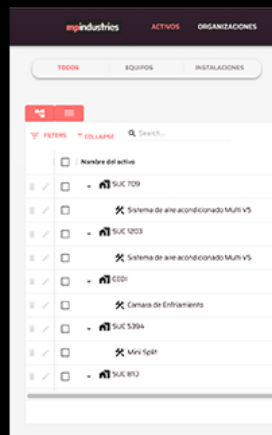 mpindustries ACTIVOS ORGANIZACIONES
TODOS EQUIPOS INSTALACIONES
FILTERS COLLAPSE Search...
Nombre del activo
SUC 709
Sistema de aire acondicionado Multi V5
SUC 1203
Sistema de aire acondicionado Multi V5
CEDI
Camara de Enfriamiento
SUC 5394
Mini Split
SUC 813